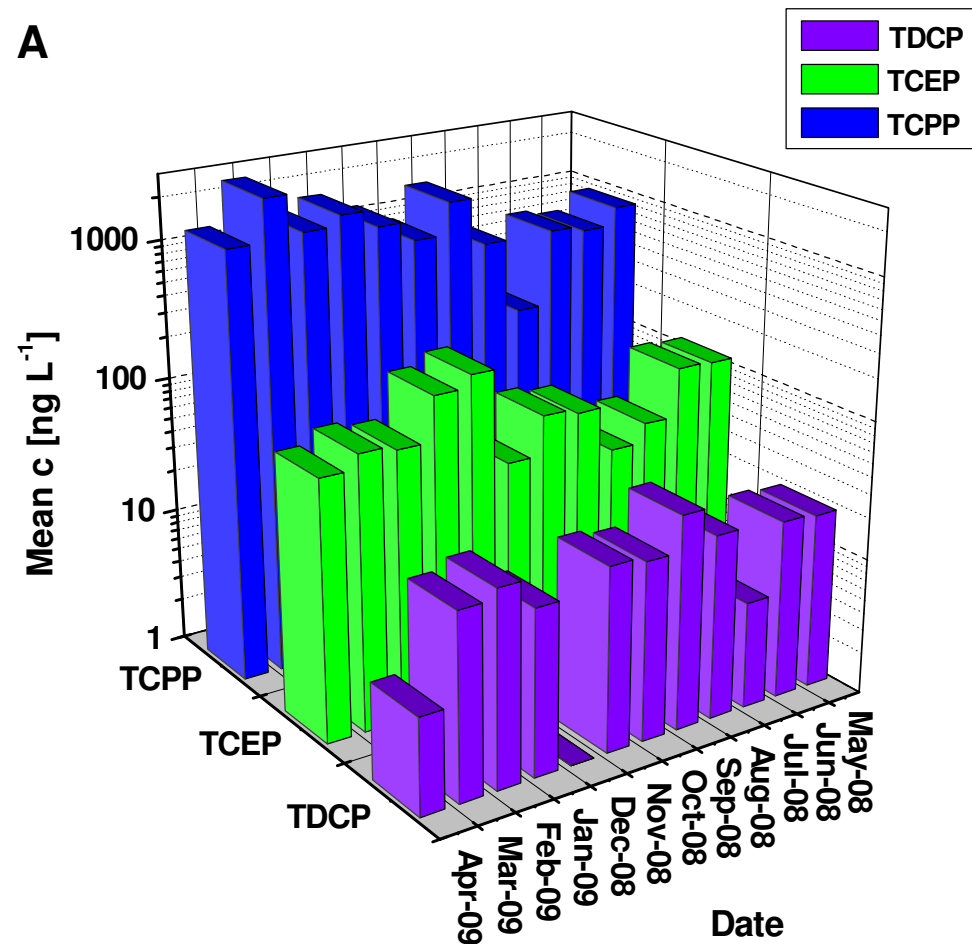 A
TDCP
TCEP
TCPP
Mean c [ng L⁻¹]
1000
100
10
1
TCPP
TCEP
TDCP
Apr-09
Mar-09
Feb-09
Jan-09
Dec-08
Nov-08
Oct-08
Sep-08
Aug-08
Jul-08
Jun-08
May-08
Date